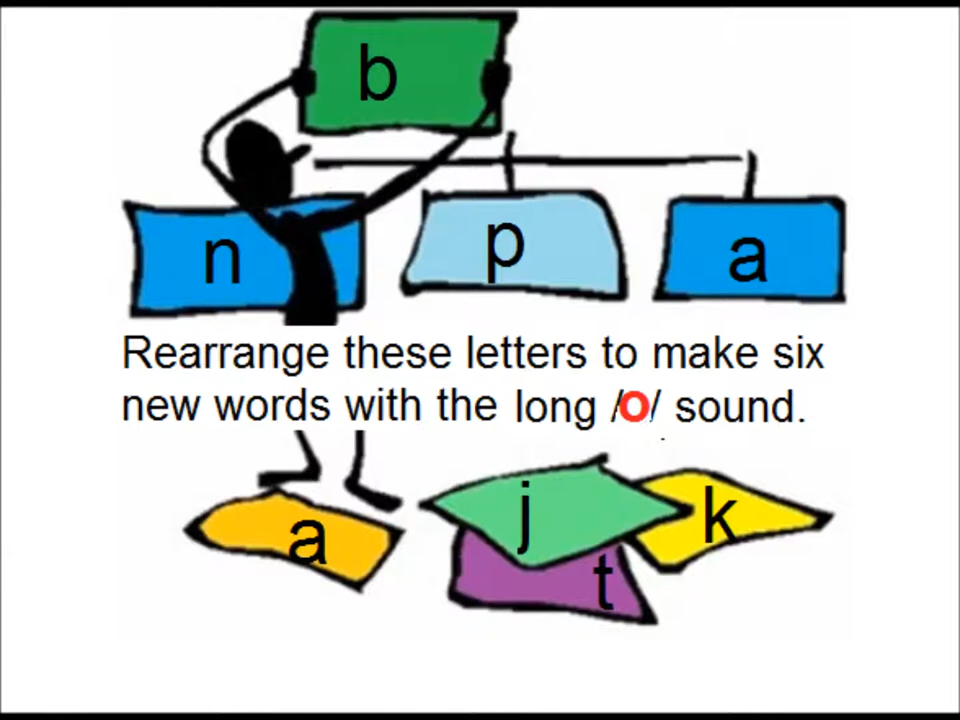 b
n p a
Rearrange these letters to make six
new words with the long /o/ sound.
a j k
t